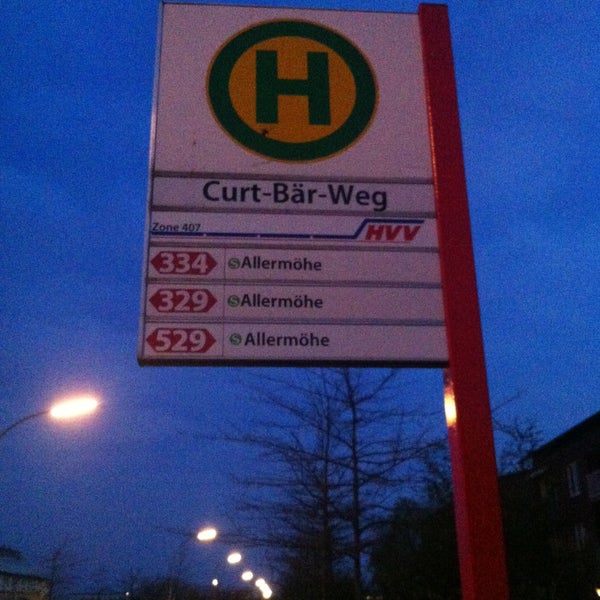 H
Curt-Bär-Weg
Zone 407 HVV
334 S Allermöhe
329 S Allermöhe
529 S Allermöhe